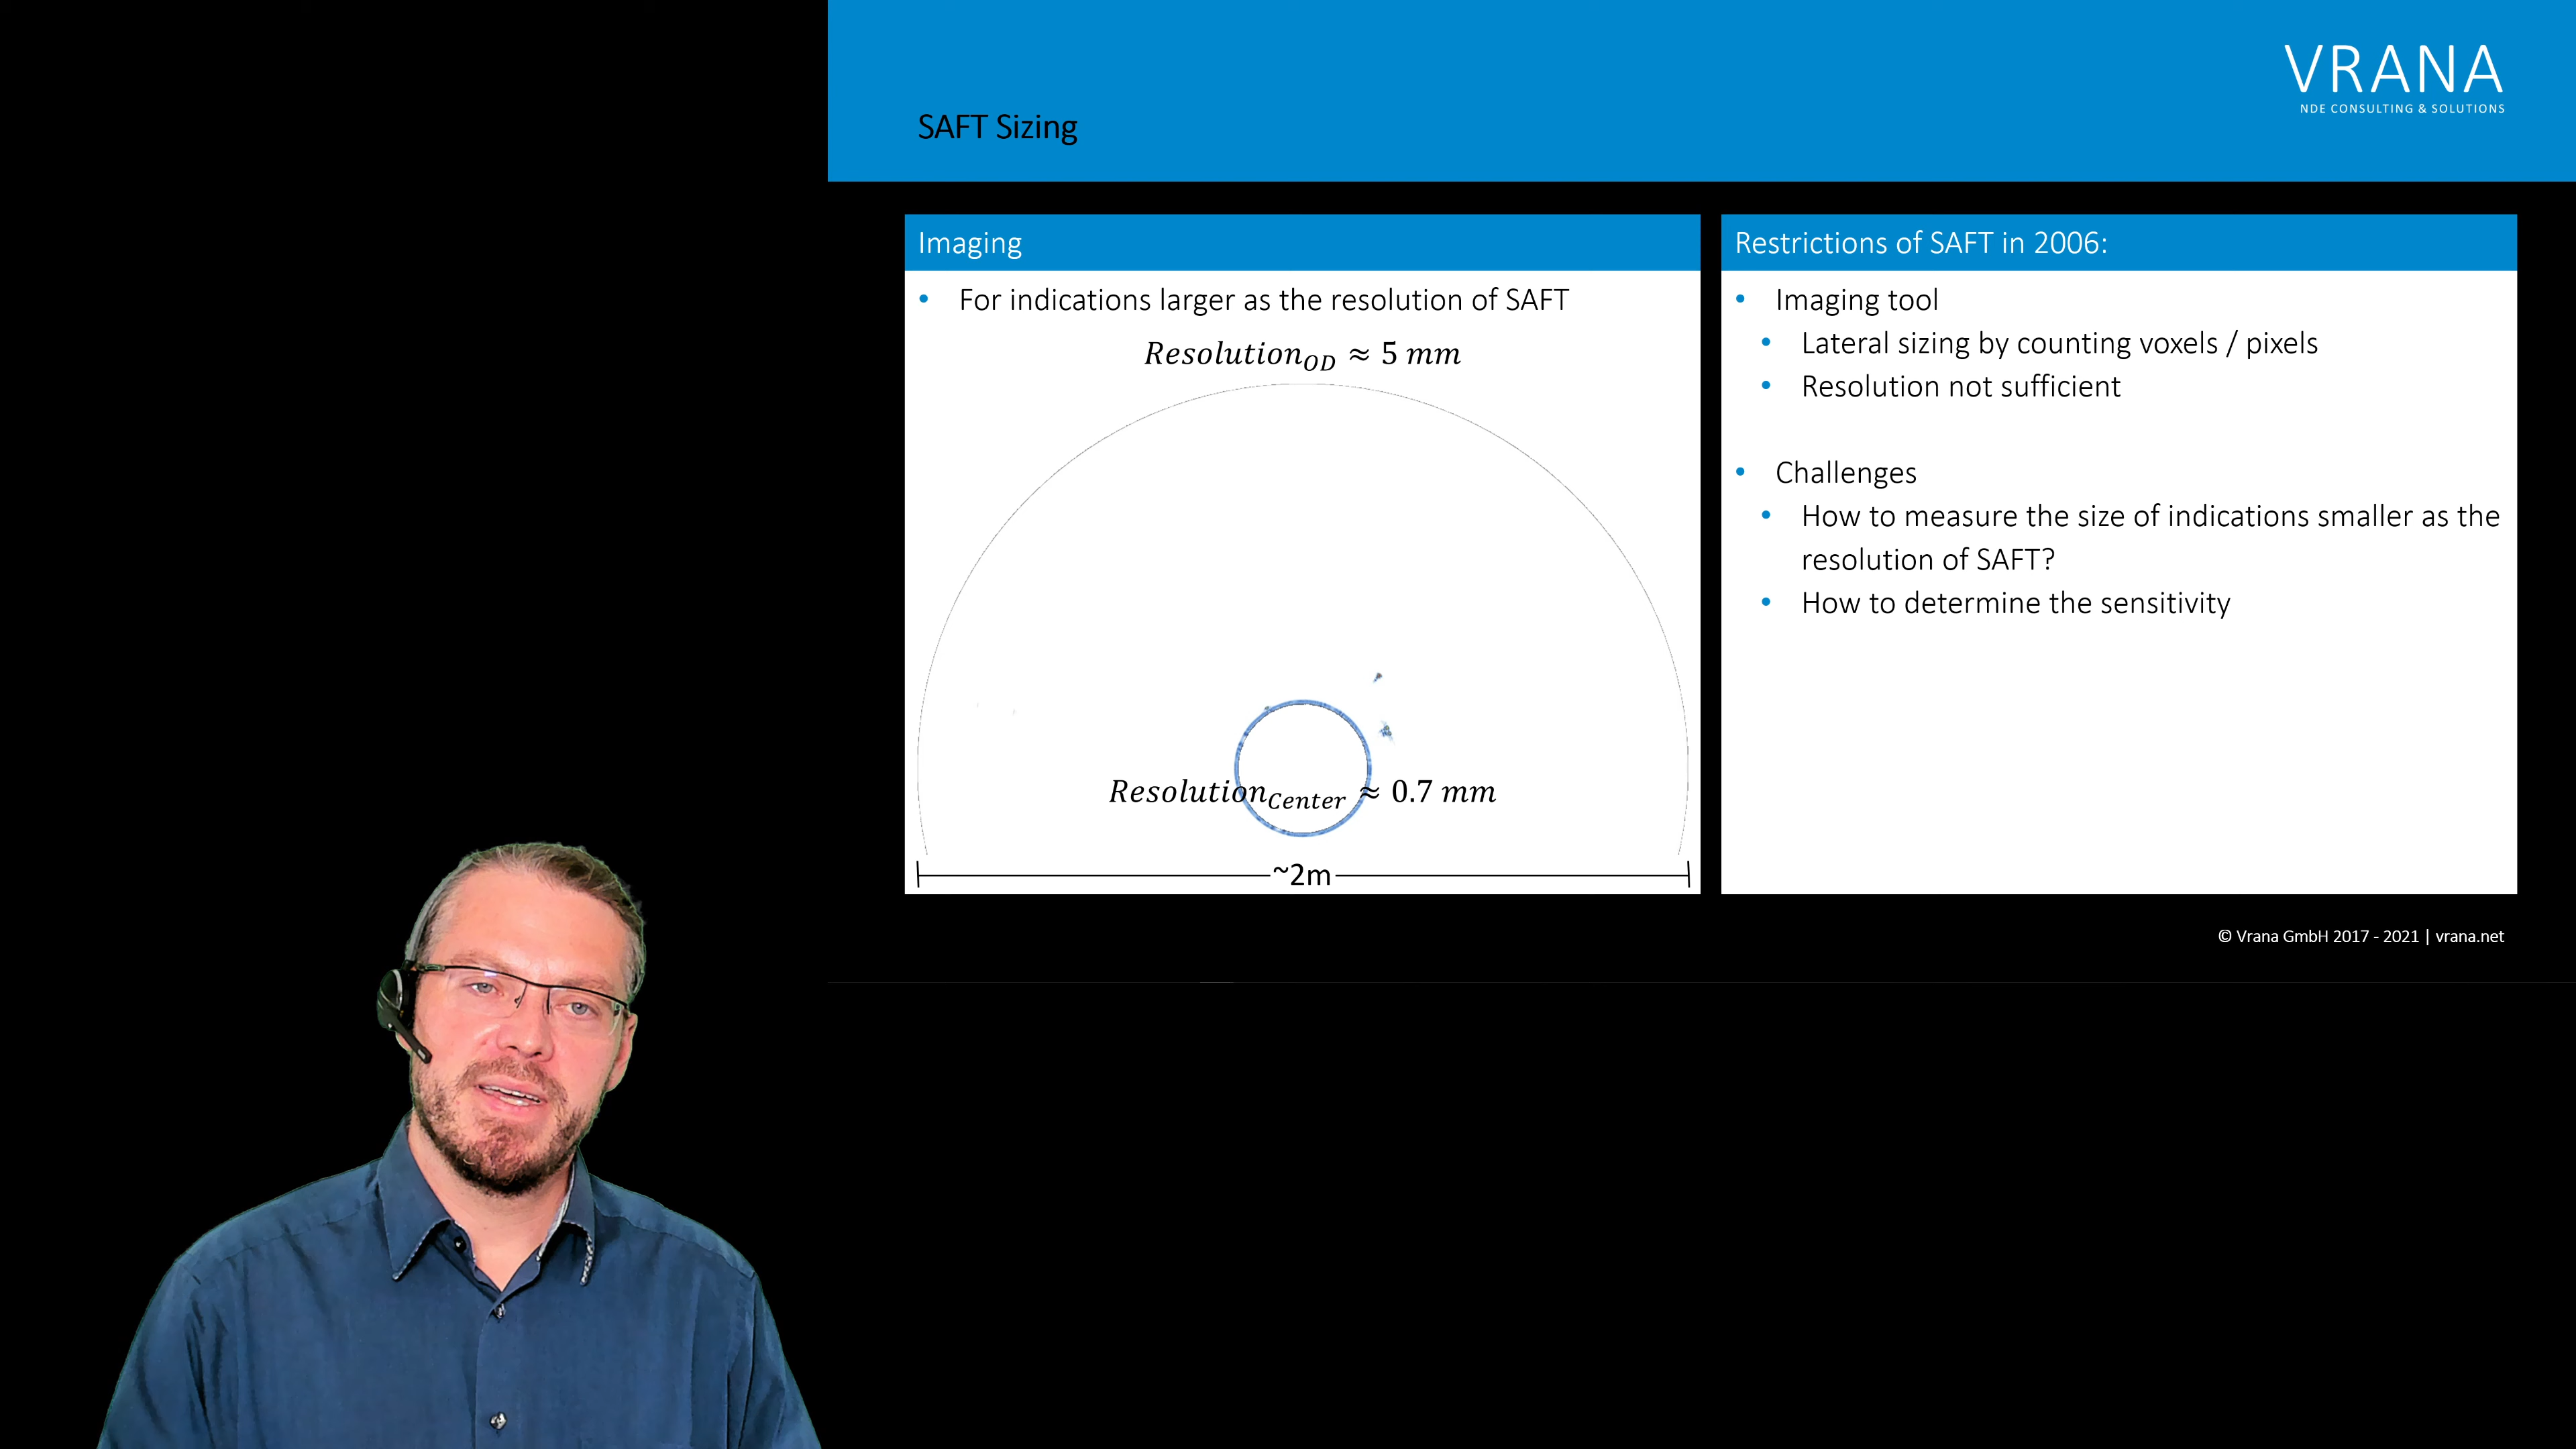 VRANA
NDE CONSULTING & SOLUTIONS
SAFT Sizing
Imaging
• For indications larger as the resolution of SAFT
Resolution_OD ≈ 5 mm
Resolution_Center ≈ 0.7 mm
~2m
Restrictions of SAFT in 2006:
• Imaging tool
• Lateral sizing by counting voxels / pixels
• Resolution not sufficient
• Challenges
• How to measure the size of indications smaller as the
resolution of SAFT?
• How to determine the sensitivity
© Vrana GmbH 2017 - 2021 | vrana.net